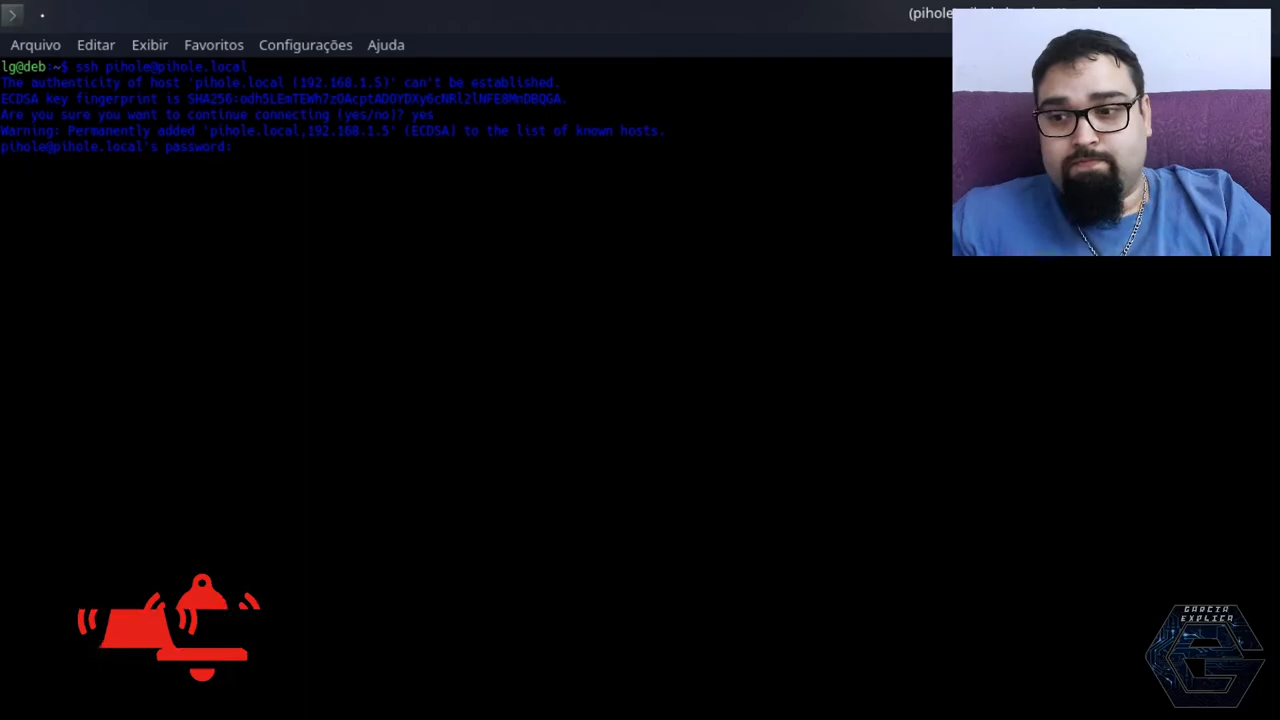 (pihole
Arquivo Editar Exibir Favoritos Configurações Ajuda
lg@deb:~$ ssh pihole@pihole.local
The authenticity of host 'pihole.local (192.168.1.5)' can't be established.
ECDSA key fingerprint is SHA256:odh5LEmTEWh7zOAcptADOYDXy6cNRl2lNFE8MnDBQGA.
Are you sure you want to continue connecting (yes/no)? yes
Warning: Permanently added 'pihole.local,192.168.1.5' (ECDSA) to the list of known hosts.
pihole@pihole.local's password:
GARCIA
EXPLICA